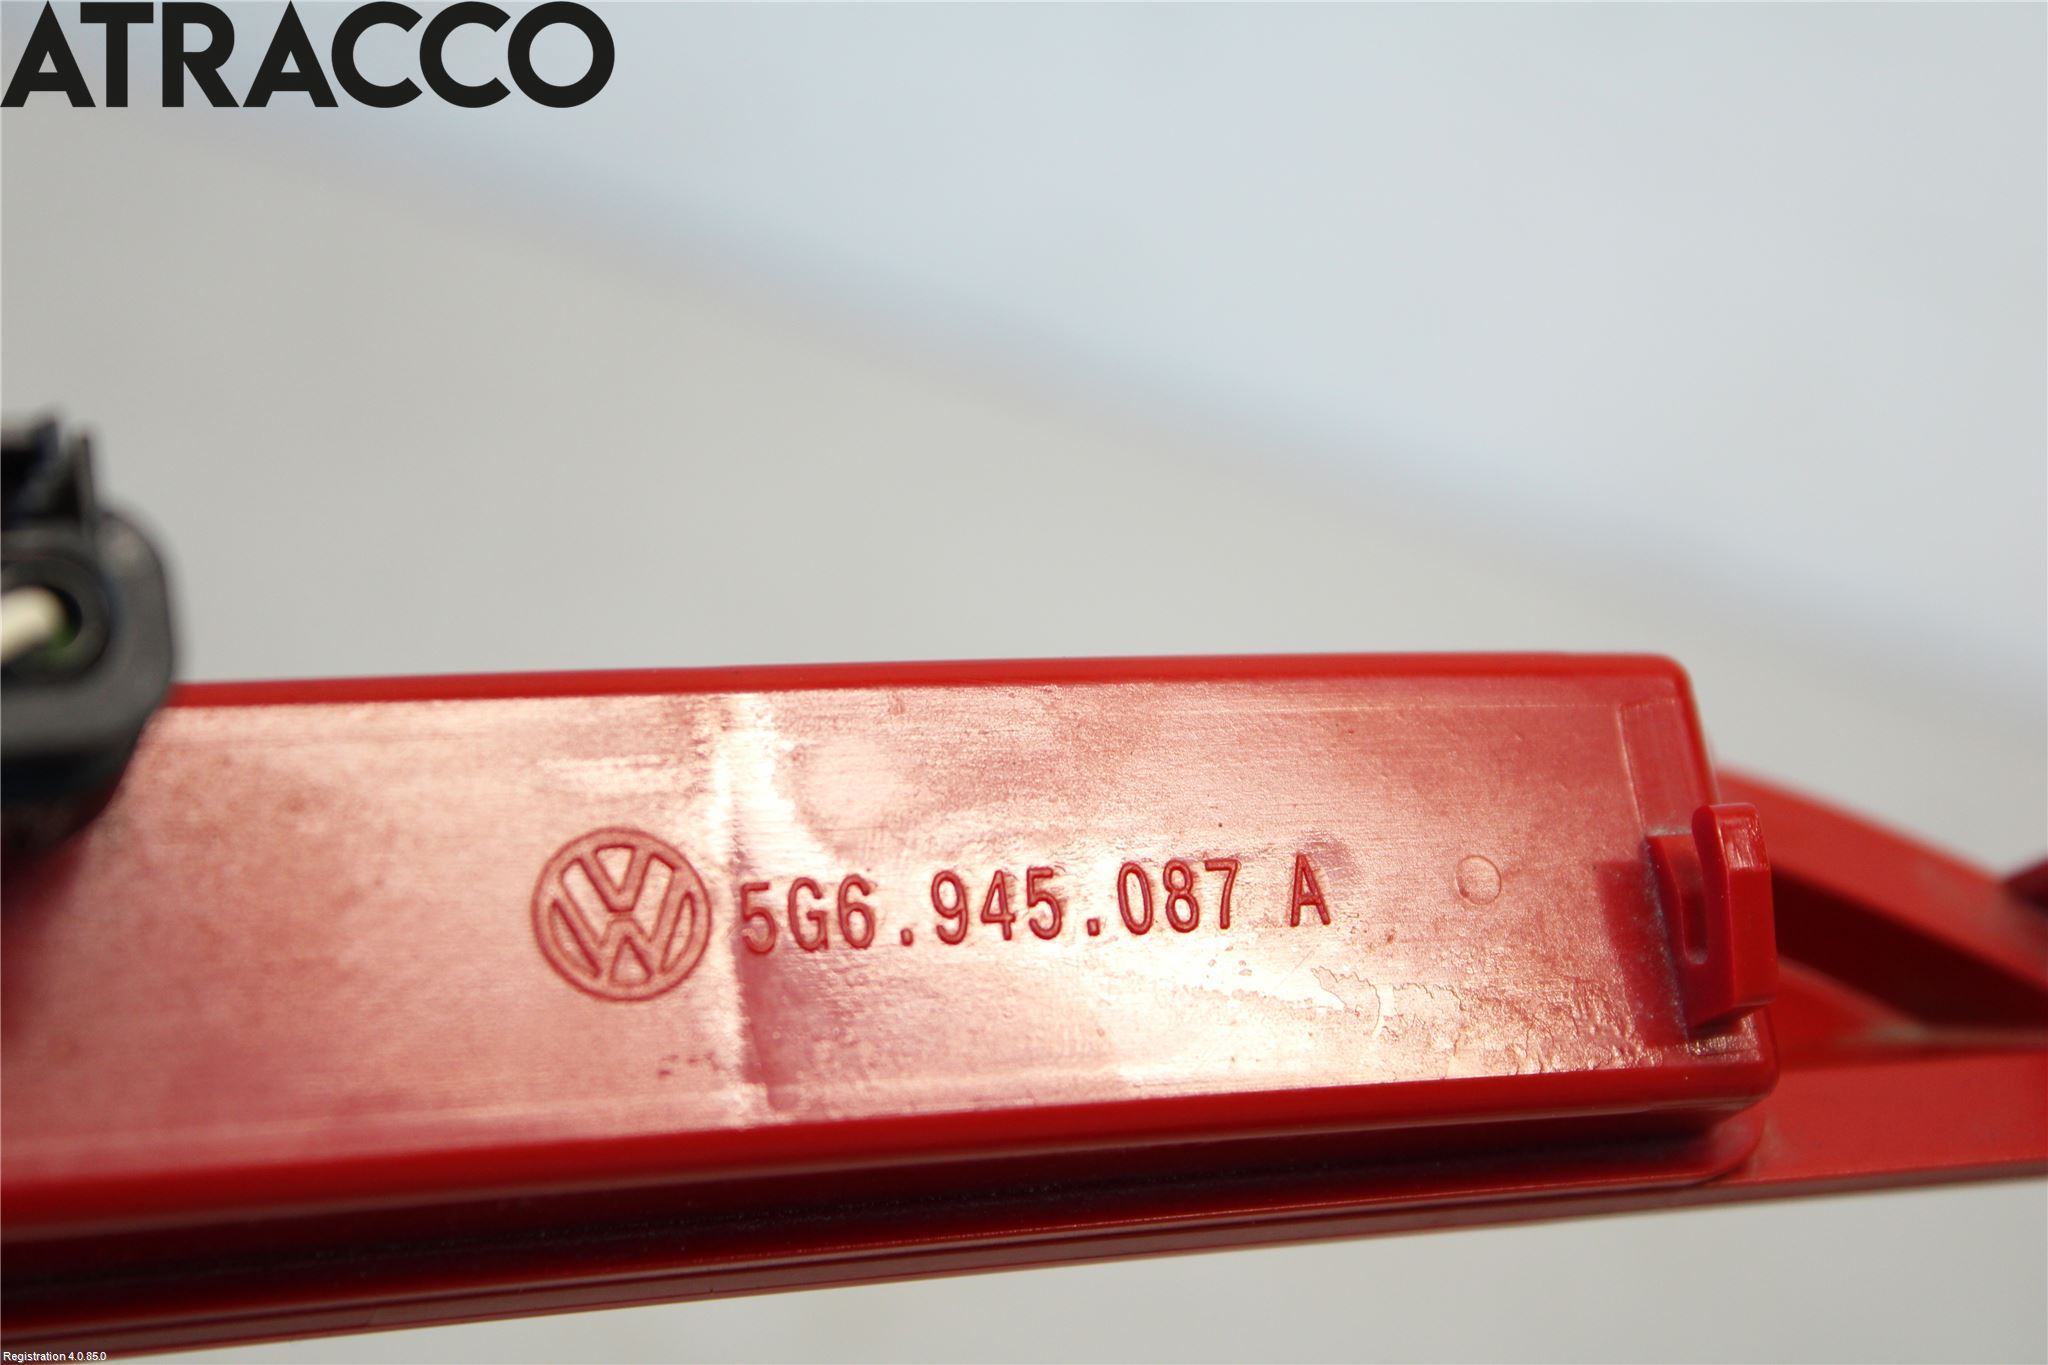 ATRACCO
5G6.945.087 A
Registration 4.0.85.0